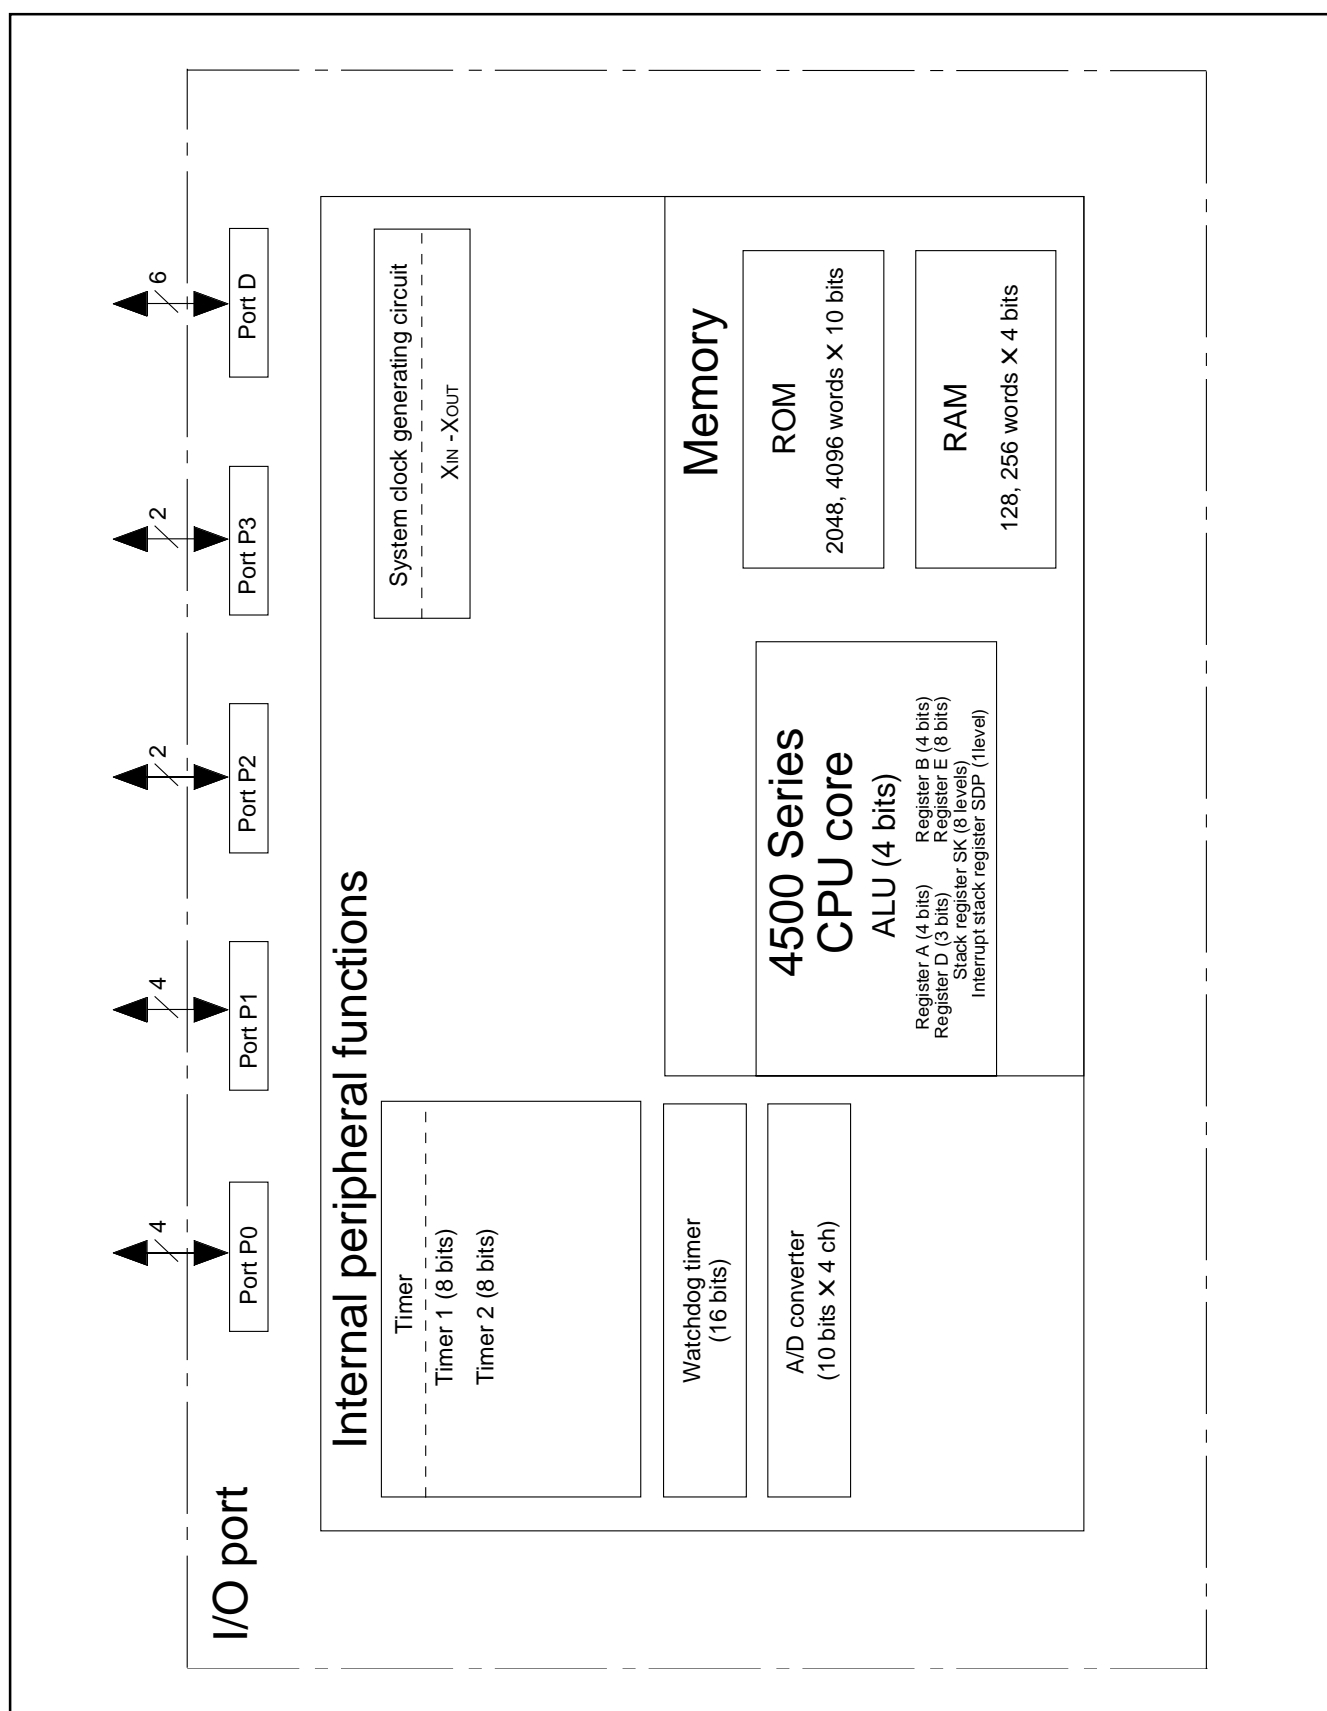 I/O port
4
4
2
2
6
Port P0
Port P1
Port P2
Port P3
Port D
Internal peripheral functions
Timer
Timer 1 (8 bits)
Timer 2 (8 bits)
Watchdog timer
(16 bits)
A/D converter
(10 bits X 4 ch)
System clock generating circuit
XIN -XOUT
4500 Series
CPU core
ALU (4 bits)
Register A (4 bits) Register B (4 bits)
Register D (3 bits) Register E (8 bits)
Stack register SK (8 levels)
Interrupt stack register SDP (1level)
Memory
ROM
2048, 4096 words X 10 bits
RAM
128, 256 words X 4 bits